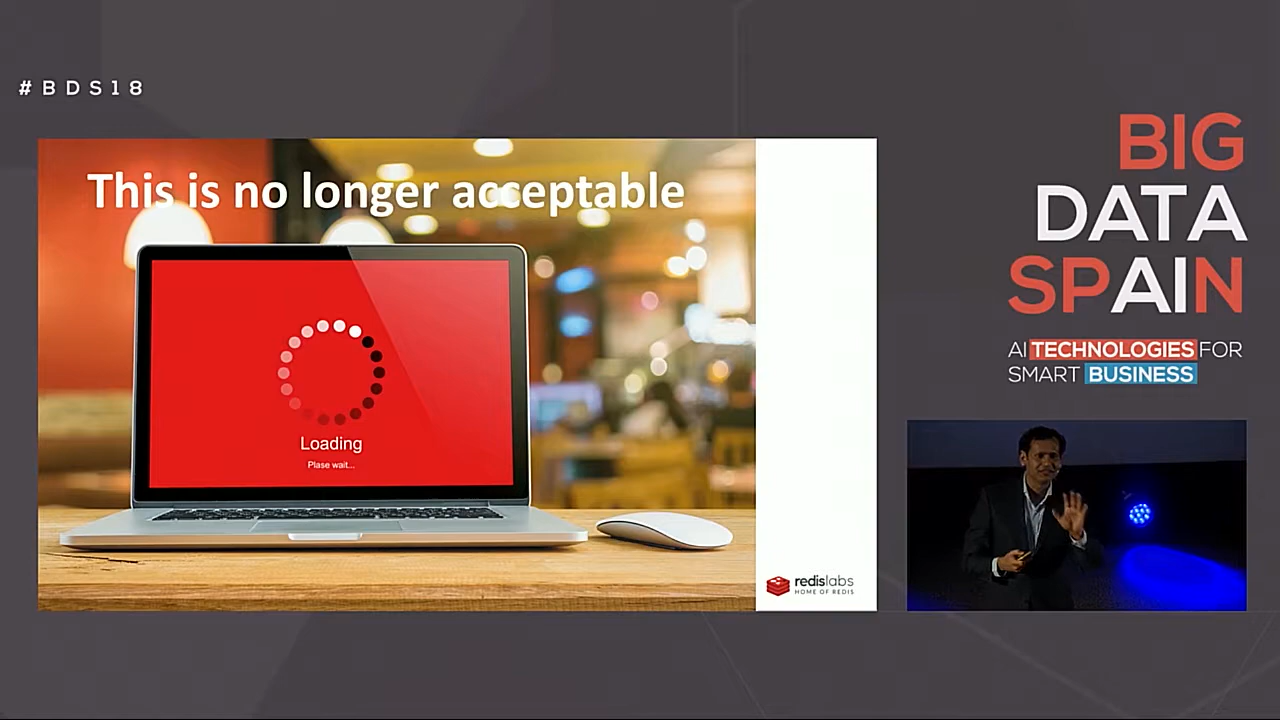 #BDS18
This is no longer acceptable
Loading
Plase wait...
redislabs
HOME OF REDIS
BIG
DATA
SPAIN
AI TECHNOLOGIES FOR
SMART BUSINESS